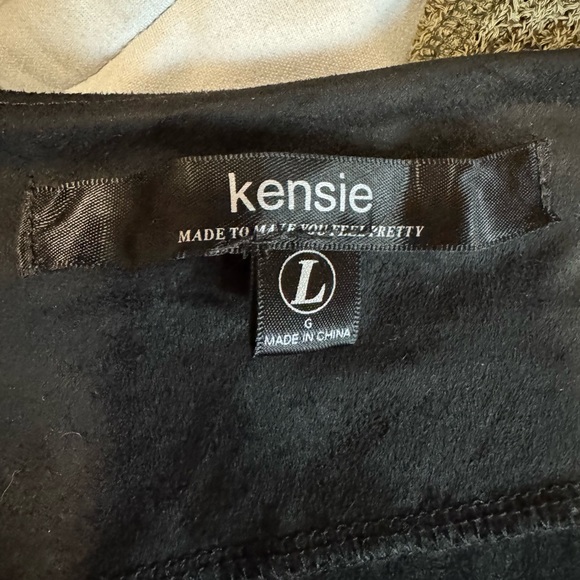 kensie
MADE TO MAKE YOU FEEL PRETTY
L
G
MADE IN CHINA